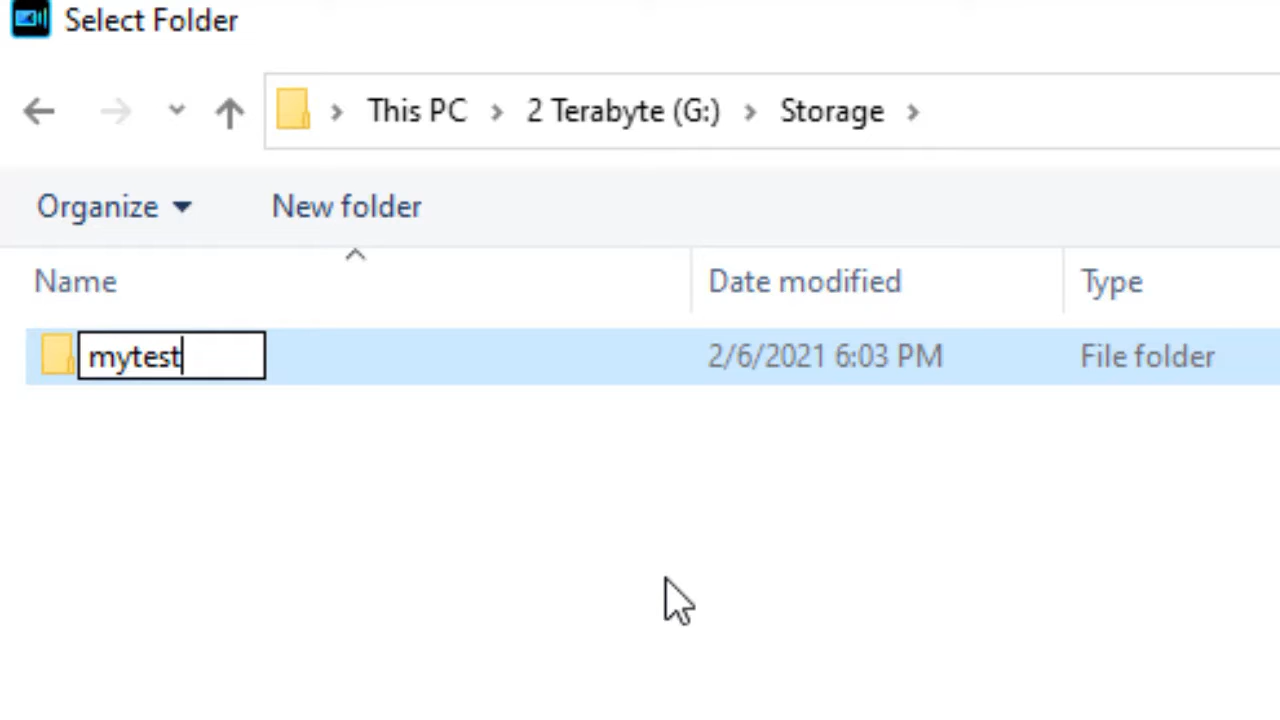 Select Folder
This PC > 2 Terabyte (G:) > Storage >
Organize New folder
Name Date modified Type
mytest 2/6/2021 6:03 PM File folder